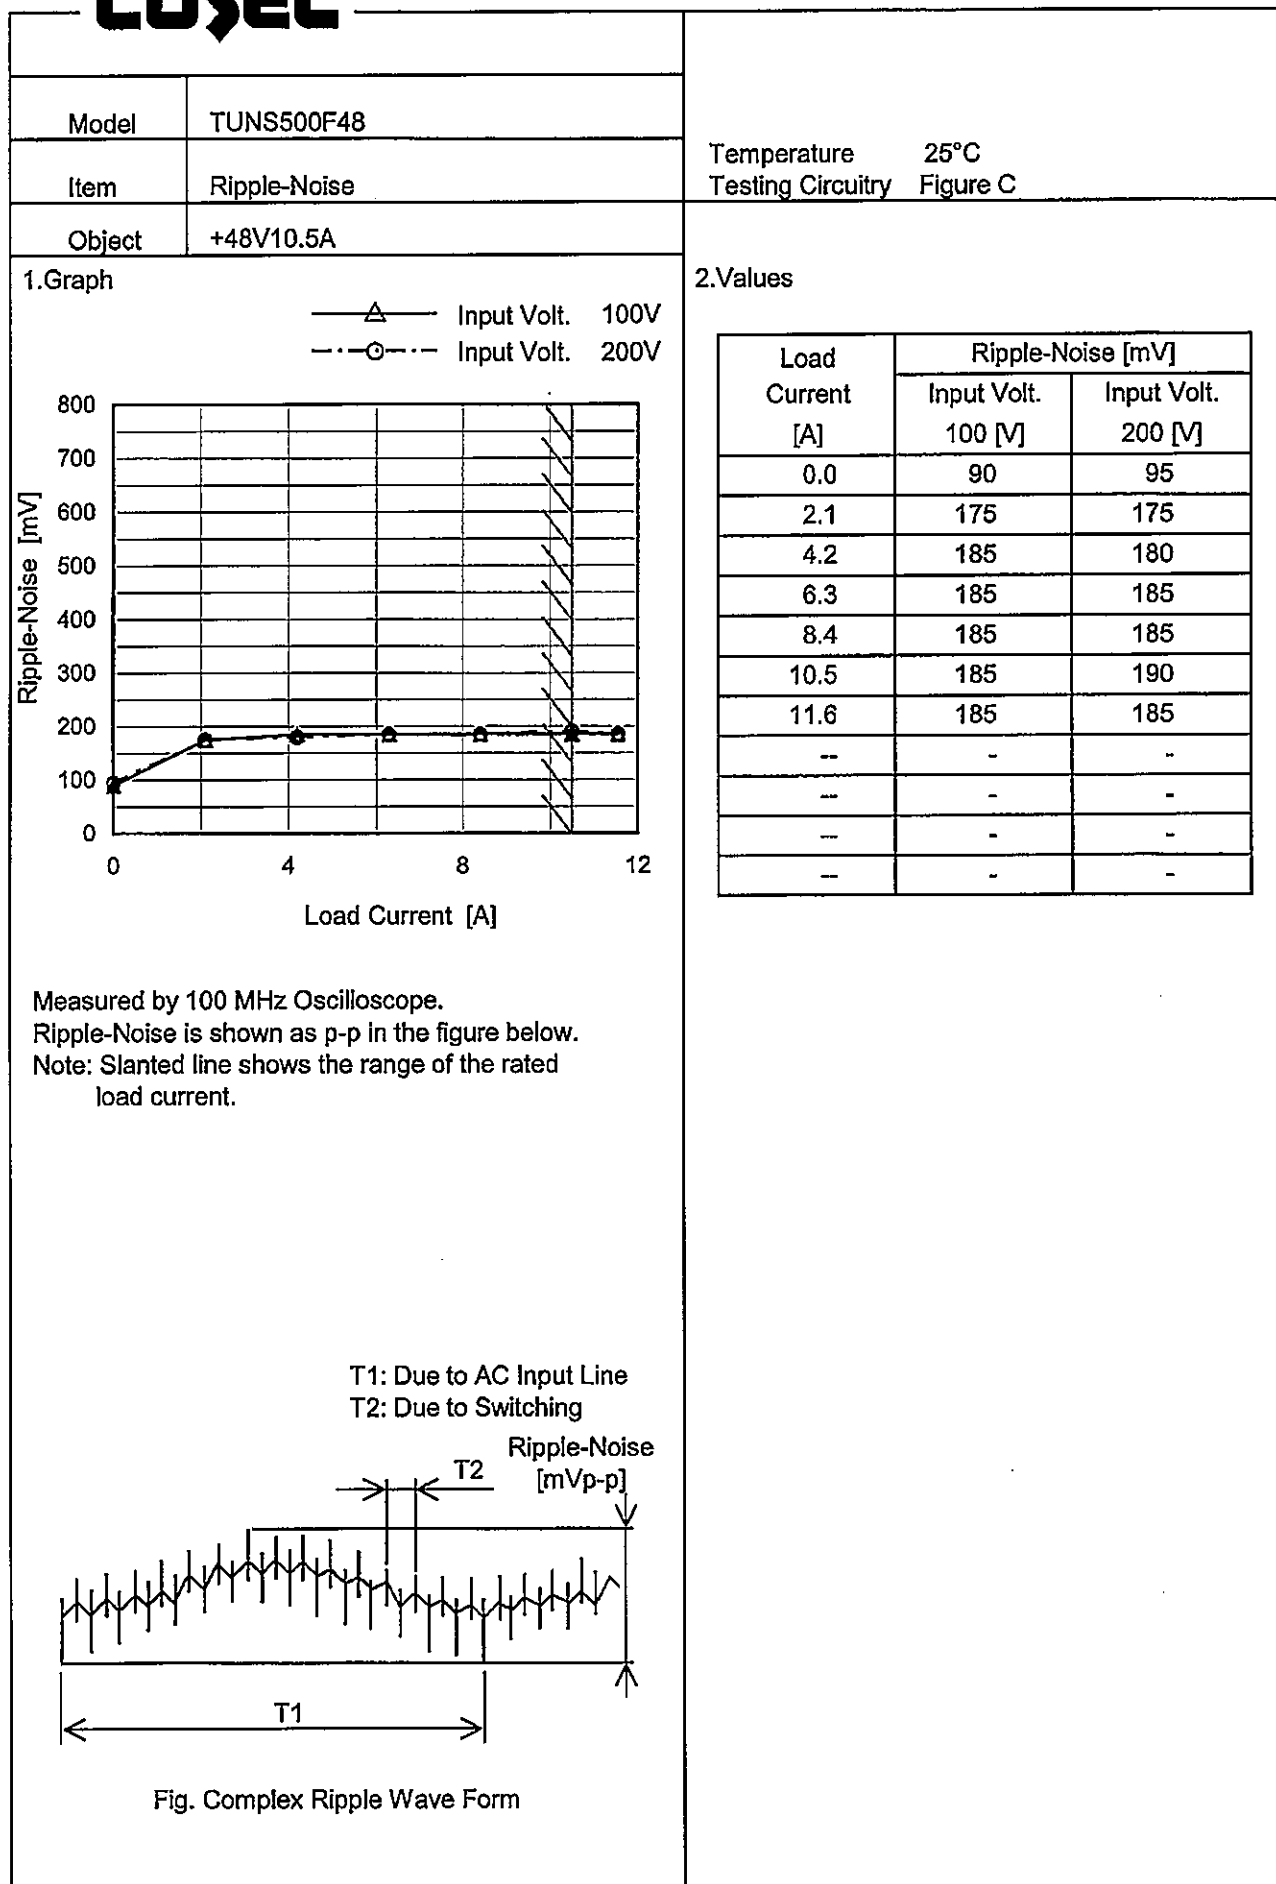 COSEL
Model TUNS500F48
Item Ripple-Noise
Object +48V10.5A
Temperature 25°C
Testing Circuitry Figure C
1.Graph
Input Volt. 100V
Input Volt. 200V
800
700
600
500
400
300
200
100
0
Ripple-Noise [mV]
0 4 8 12
Load Current [A]
Measured by 100 MHz Oscilloscope.
Ripple-Noise is shown as p-p in the figure below.
Note: Slanted line shows the range of the rated
load current.
T1: Due to AC Input Line
T2: Due to Switching
Ripple-Noise
[mVp-p]
T2
T1
Fig. Complex Ripple Wave Form
2.Values
Load Ripple-Noise [mV]
Current Input Volt. Input Volt.
[A] 100 [V] 200 [V]
0.0 90 95
2.1 175 175
4.2 185 180
6.3 185 185
8.4 185 185
10.5 185 190
11.6 185 185
-- - -
-- - -
-- - -
-- - -